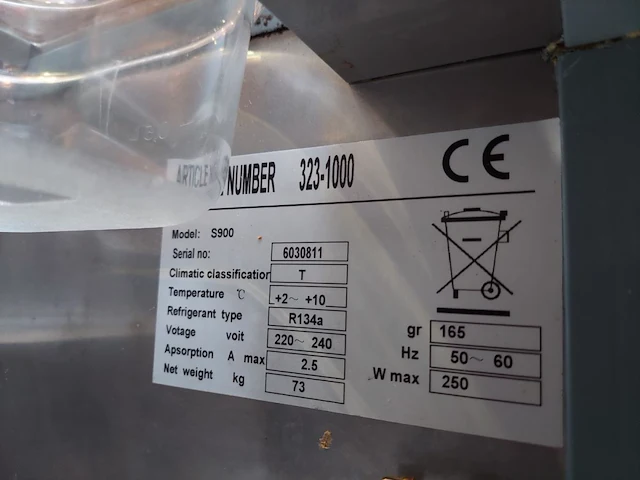 ARTICLE NUMBER 323-1000 CE
Model: S900
Serial no: 6030811
Climatic classification T
Temperature ℃ +2~ +10
Refrigerant type R134a gr 165
Votage voit 220~ 240 Hz 50~ 60
Apsorption A max 2.5 W max 250
Net weight kg 73